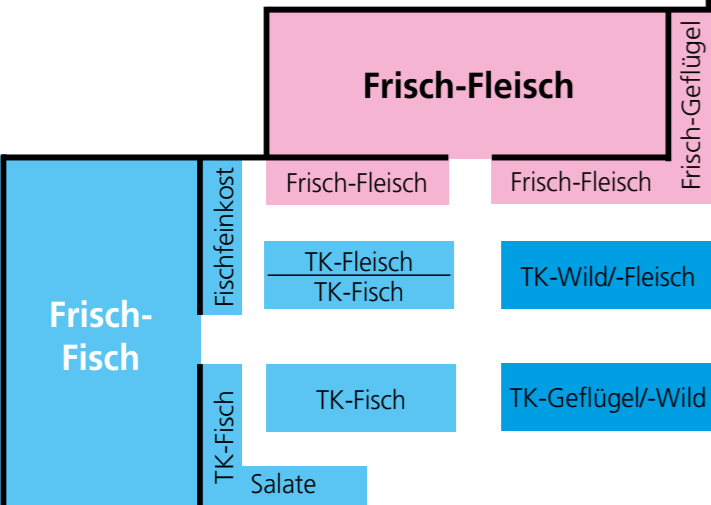 Frisch-Fleisch
Frisch-Geflügel
Frisch-Fleisch
Frisch-Fleisch
Fischfeinkost
TK-Fleisch
TK-Fisch
TK-Wild/-Fleisch
Frisch-
Fisch
TK-Fisch
TK-Fisch
TK-Geflügel/-Wild
Salate